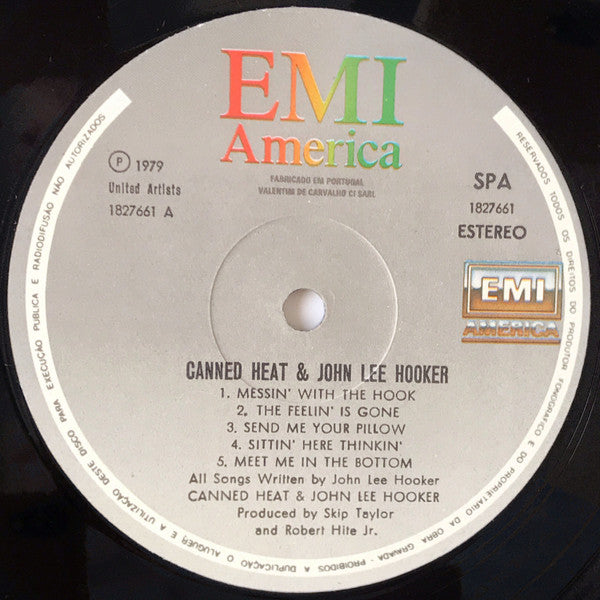 EMI
America
FABRICADO EM PORTUGAL
VALENTIM DE CARVALHO CI SARL
Ⓟ 1979
United Artists
1827661 A
SPA
1827661
ESTEREO
EMI
AMERICA
CANNED HEAT & JOHN LEE HOOKER
1. MESSIN' WITH THE HOOK
2. THE FEELIN' IS GONE
3. SEND ME YOUR PILLOW
4. SITTIN' HERE THINKIN'
5. MEET ME IN THE BOTTOM
All Songs Written by John Lee Hooker
CANNED HEAT & JOHN LEE HOOKER
Produced by Skip Taylor
and Robert Hite Jr.
RESERVADOS TODOS OS DIREITOS DO PRODUTOR FONOGRAFICO E DO PROPRIETARIO DA OBRA GRAVADA - PROIBIDOS A DUPLICAÇÃO O ALUGUER E A UTILIZAÇÃO DESTE DISCO PARA EXECUÇÃO PUBLICA E RADIODIFUSÃO NÃO AUTORIZADOS